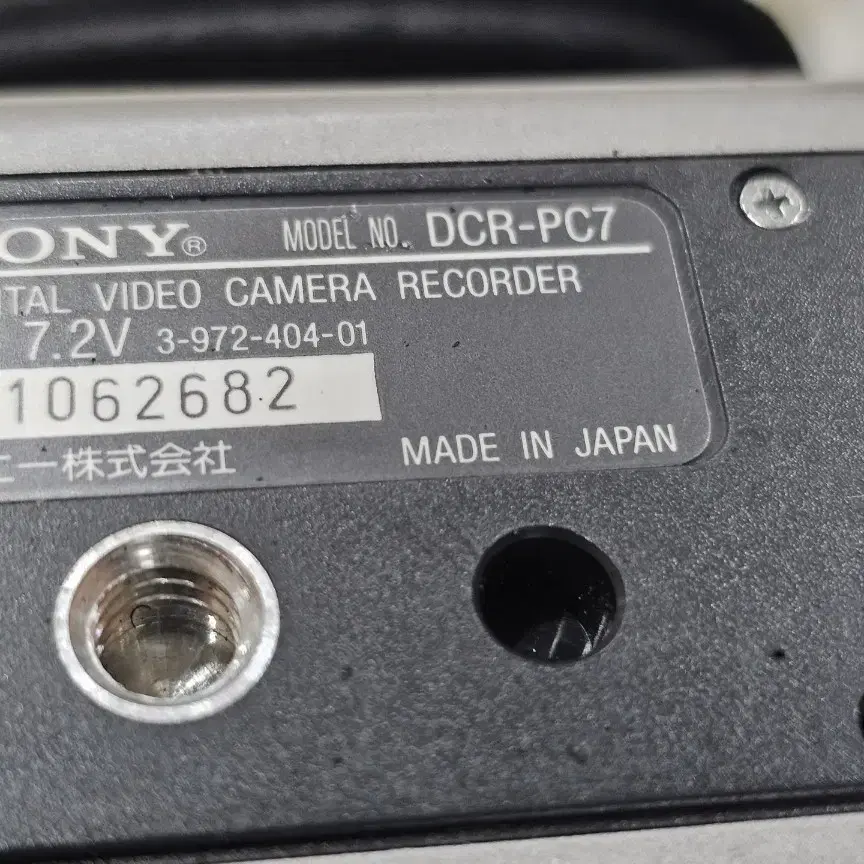 ONY® MODEL NO. DCR-PC7
ITAL VIDEO CAMERA RECORDER
7.2V 3-972-404-01
1062682
ニー株式会社 MADE IN JAPAN